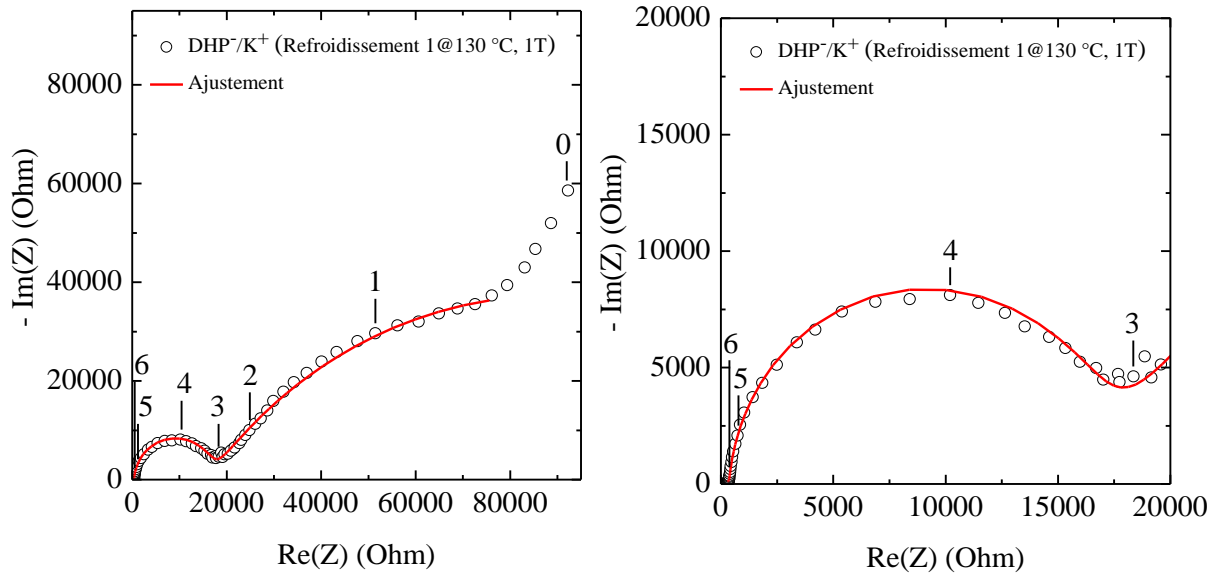 DHP⁻/K⁺ (Refroidissement 1@130 °C, 1T)
Ajustement
80000
60000
40000
20000
0
- Im(Z) (Ohm)
0
1
2
3
4
5
6
0 20000 40000 60000 80000
Re(Z) (Ohm)
DHP⁻/K⁺ (Refroidissement 1@130 °C, 1T)
Ajustement
20000
15000
10000
5000
0
- Im(Z) (Ohm)
4
3
6
5
0 5000 10000 15000 20000
Re(Z) (Ohm)